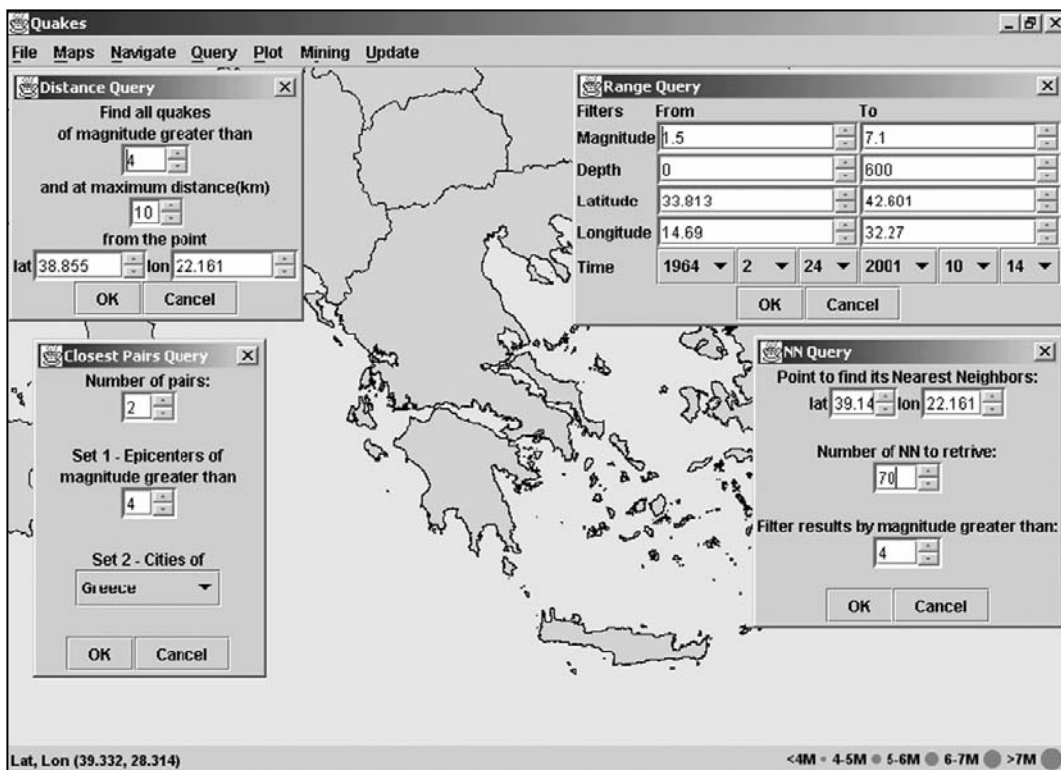 Quakes
File Maps Navigate Query Plot Mining Update
Distance Query
Find all quakes
of magnitude greater than
4
and at maximum distance(km)
10
from the point
lat 38.855 lon 22.161
OK Cancel
Range Query
Filters From To
Magnitude 1.5 7.1
Depth 0 600
Latitude 33.813 42.601
Longitude 14.69 32.27
Time 1964 2 24 2001 10 14
OK Cancel
Closest Pairs Query
Number of pairs:
2
Set 1 - Epicenters of
magnitude greater than
4
Set 2 - Cities of
Greece
OK Cancel
NN Query
Point to find its Nearest Neighbors:
lat 39.14 lon 22.161
Number of NN to retrive:
70
Filter results by magnitude greater than:
4
OK Cancel
Lat, Lon (39.332, 28.314)
<4M 4-5M 5-6M 6-7M >7M